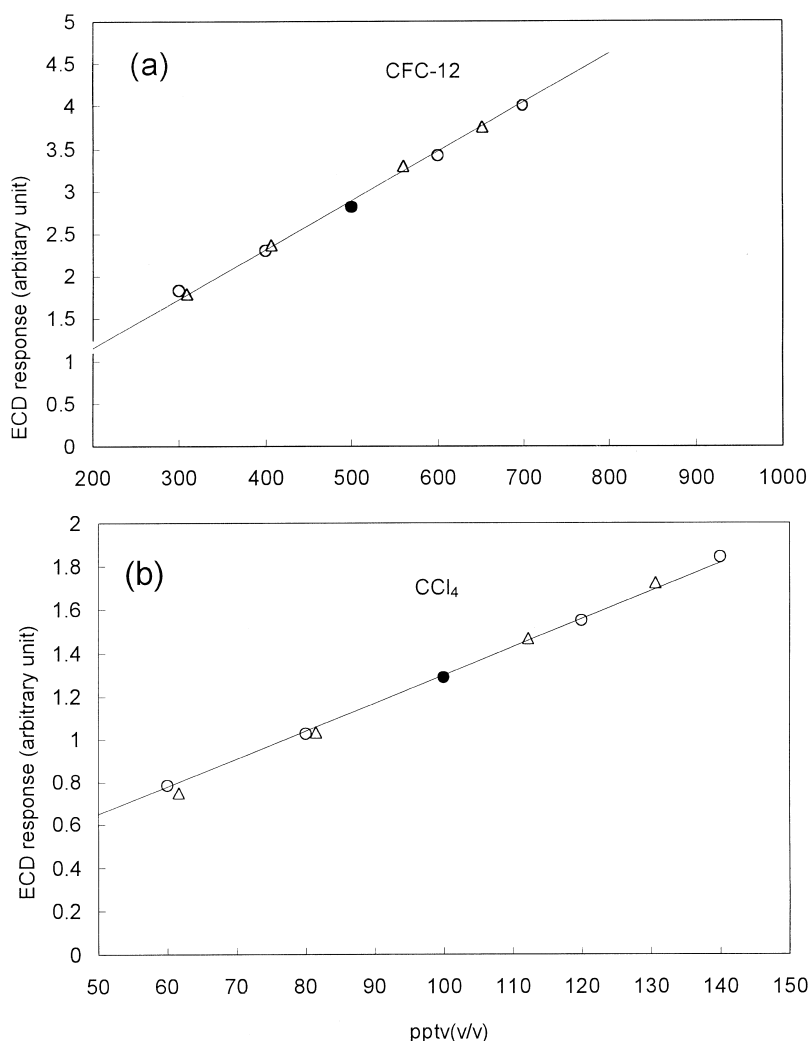 (a)
CFC-12
ECD response (arbitary unit)
5
4.5
4
3.5
3
2.5
2
1.5
1
0.5
0
200 300 400 500 600 700 800 900 1000
(b)
CCl₄
ECD response (arbitrary unit)
2
1.8
1.6
1.4
1.2
1
0.8
0.6
0.4
0.2
0
50 60 70 80 90 100 110 120 130 140 150
pptv(v/v)